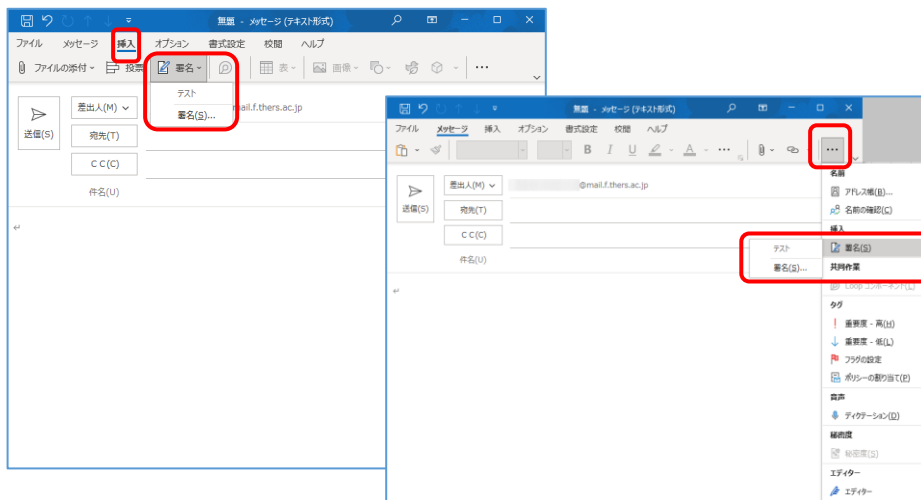 無題 - メッセージ (テキスト形式)
ファイル メッセージ 挿入 オプション 書式設定 校閲 ヘルプ
ファイルの添付 投票 署名 表 画像 …
テスト
署名(S)...
送信(S)
差出人(M)
mail.f.thers.ac.jp
宛先(T)
C C(C)
件名(U)
無題 - メッセージ (テキスト形式)
ファイル メッセージ 挿入 オプション 書式設定 校閲 ヘルプ
B I U A … …
送信(S)
差出人(M)
@mail.f.thers.ac.jp
宛先(T)
C C(C)
件名(U)
テスト
署名(S)...
名前
アドレス帳(B)...
名前の確認(C)
挿入
署名(S)
共同作業
Loop コンポーネント(L)
タグ
重要度 - 高(H)
重要度 - 低(L)
フラグの設定
ポリシーの割り当て(P)
音声
ディクテーション(D)
秘密度
秘密度(S)
エディター
エディター